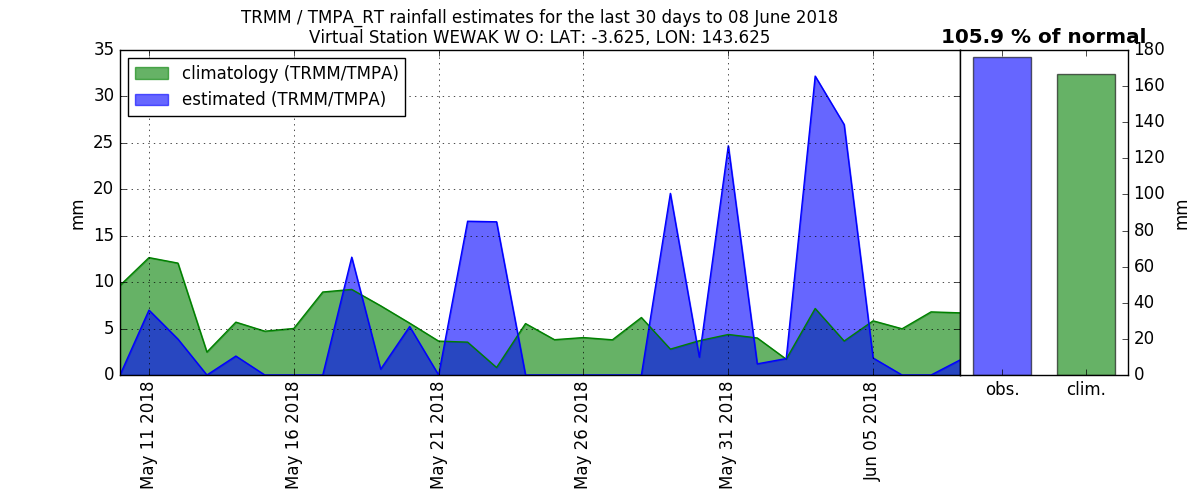 TRMM / TMPA_RT rainfall estimates for the last 30 days to 08 June 2018
Virtual Station WEWAK W O: LAT: -3.625, LON: 143.625
105.9 % of normal
climatology (TRMM/TMPA)
estimated (TRMM/TMPA)
mm
35
30
25
20
15
10
5
0
May 11 2018
May 16 2018
May 21 2018
May 26 2018
May 31 2018
Jun 05 2018
obs.
clim.
180
160
140
120
100
80
60
40
20
0
mm